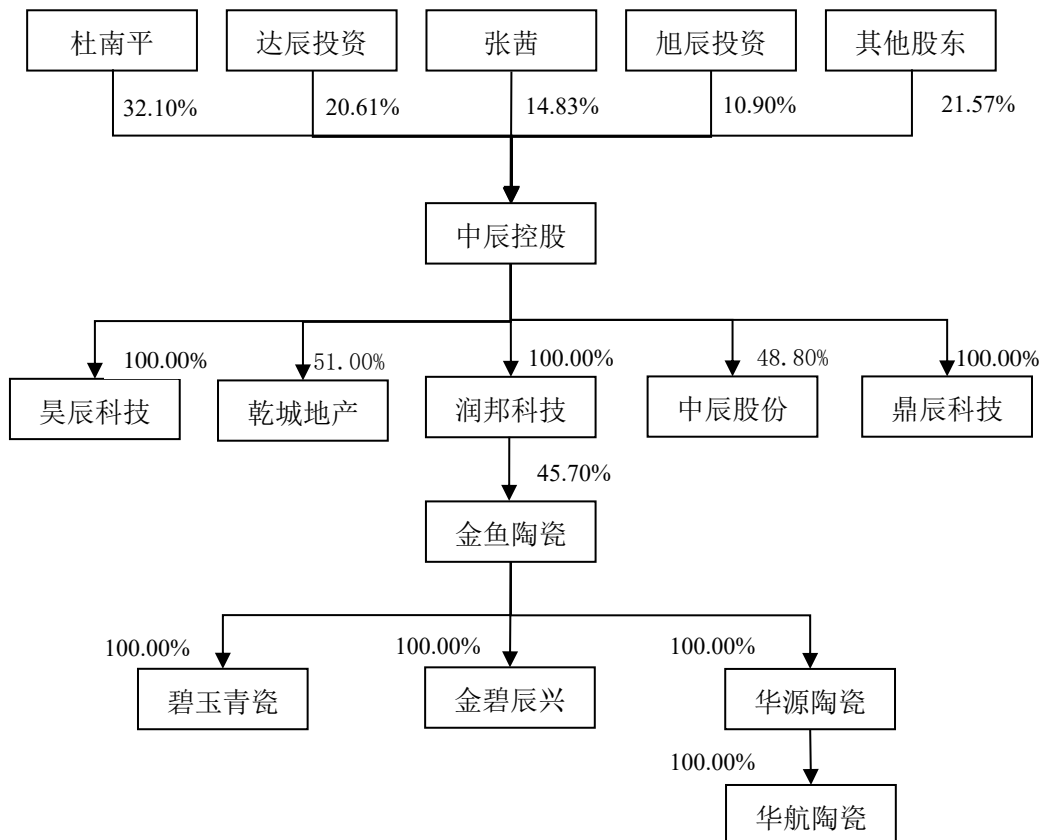 杜南平
达辰投资
张茜
旭辰投资
其他股东
32.10%
20.61%
14.83%
10.90%
21.57%
中辰控股
100.00%
51.00%
100.00%
48.80%
100.00%
昊辰科技
乾城地产
润邦科技
中辰股份
鼎辰科技
45.70%
金鱼陶瓷
100.00%
100.00%
100.00%
碧玉青瓷
金碧辰兴
华源陶瓷
100.00%
华航陶瓷